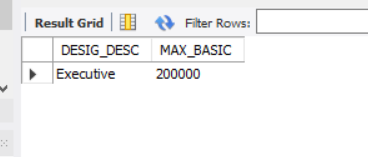 Result Grid Filter Rows:
DESIG_DESC MAX_BASIC
Executive 200000